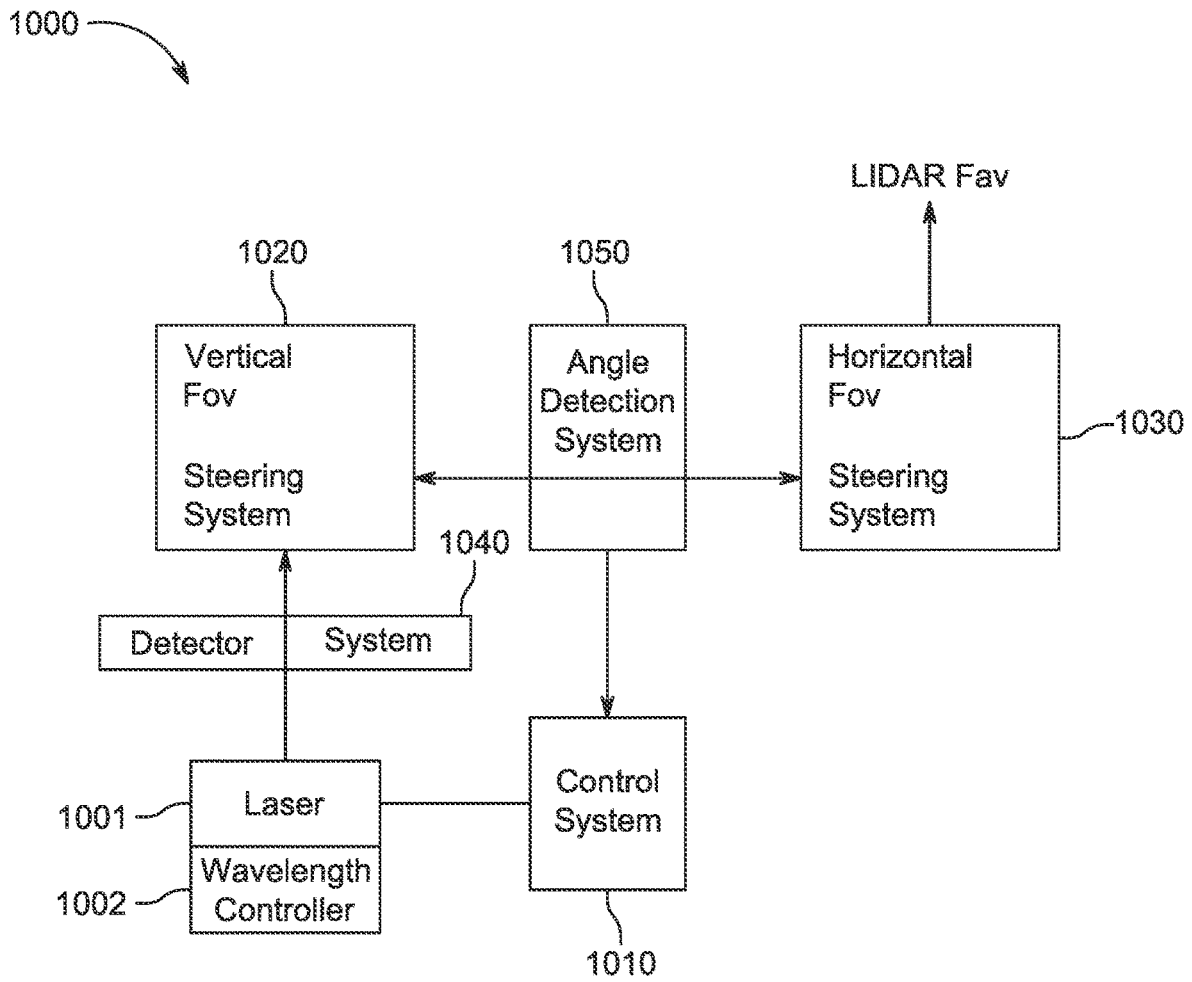 1000
LIDAR Fav
1020
1050
Vertical
Fov
Steering
System
Angle
Detection
System
Horizontal
Fov
Steering
System
1030
1040
Detector System
Laser
1001
Wavelength
Controller
1002
Control
System
1010